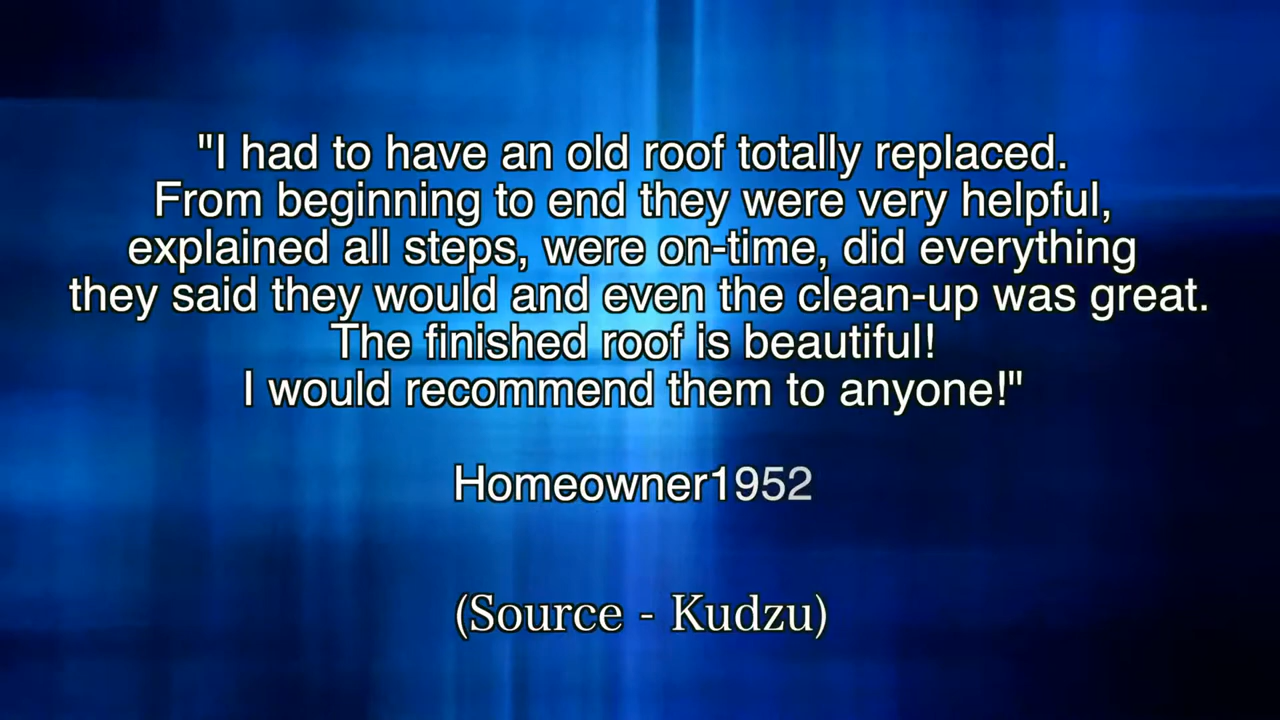 "I had to have an old roof totally replaced.
From beginning to end they were very helpful,
explained all steps, were on-time, did everything
they said they would and even the clean-up was great.
The finished roof is beautiful!
I would recommend them to anyone!"
Homeowner1952
(Source - Kudzu)